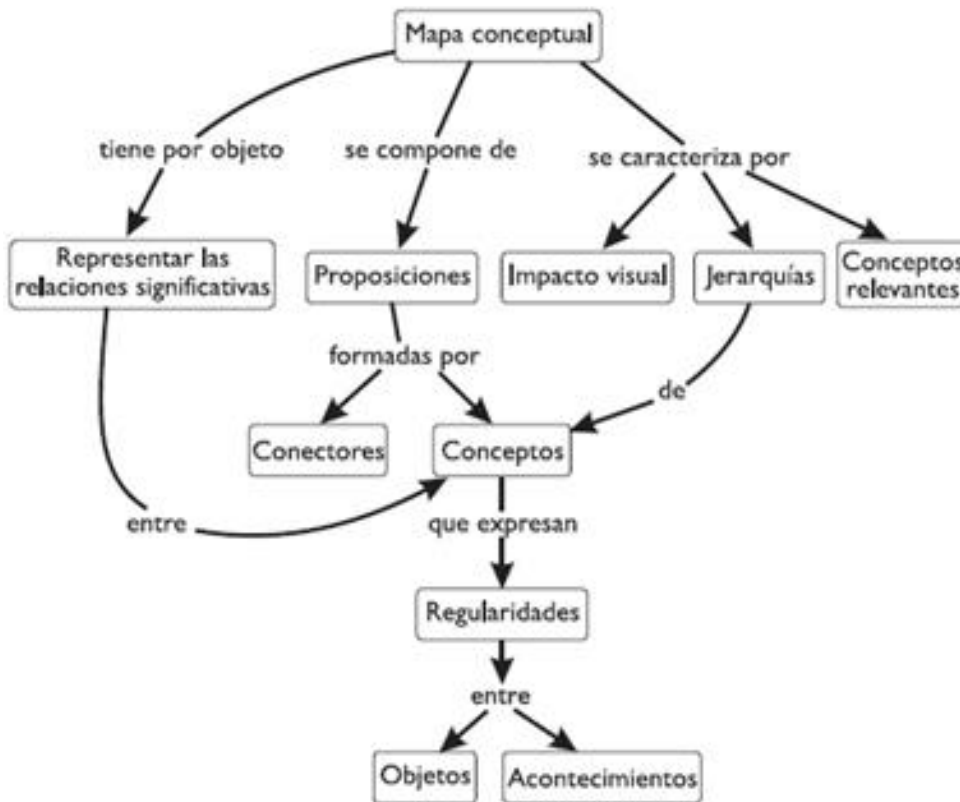 Mapa conceptual
tiene por objeto
se compone de
se caracteriza por
Representar las
relaciones significativas
Proposiciones
Impacto visual
Jerarquías
Conceptos
relevantes
formadas por
de
Conectores
Conceptos
entre
que expresan
Regularidades
entre
Objetos
Acontecimientos